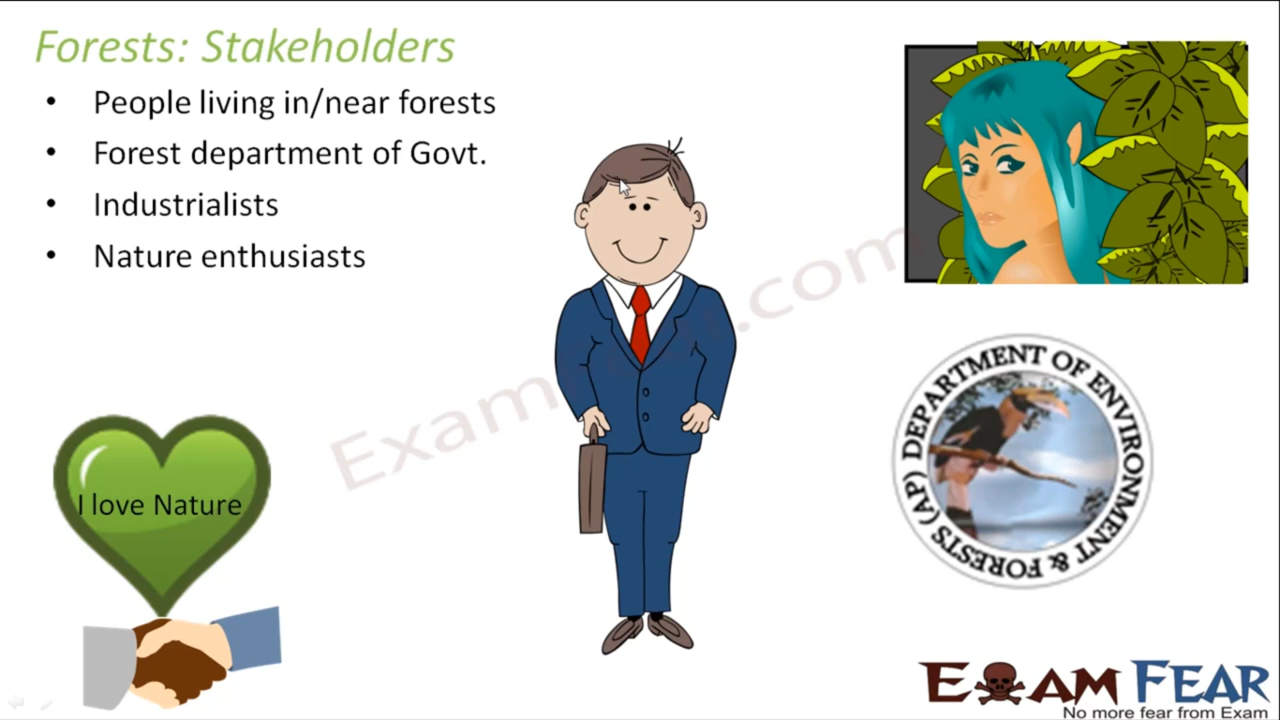 Forests: Stakeholders
• People living in/near forests
• Forest department of Govt.
• Industrialists
• Nature enthusiasts
I love Nature
DEPARTMENT OF ENVIRONMENT & FORESTS (AP)
ExamFear.com
EXAM FEAR
No more fear from Exam